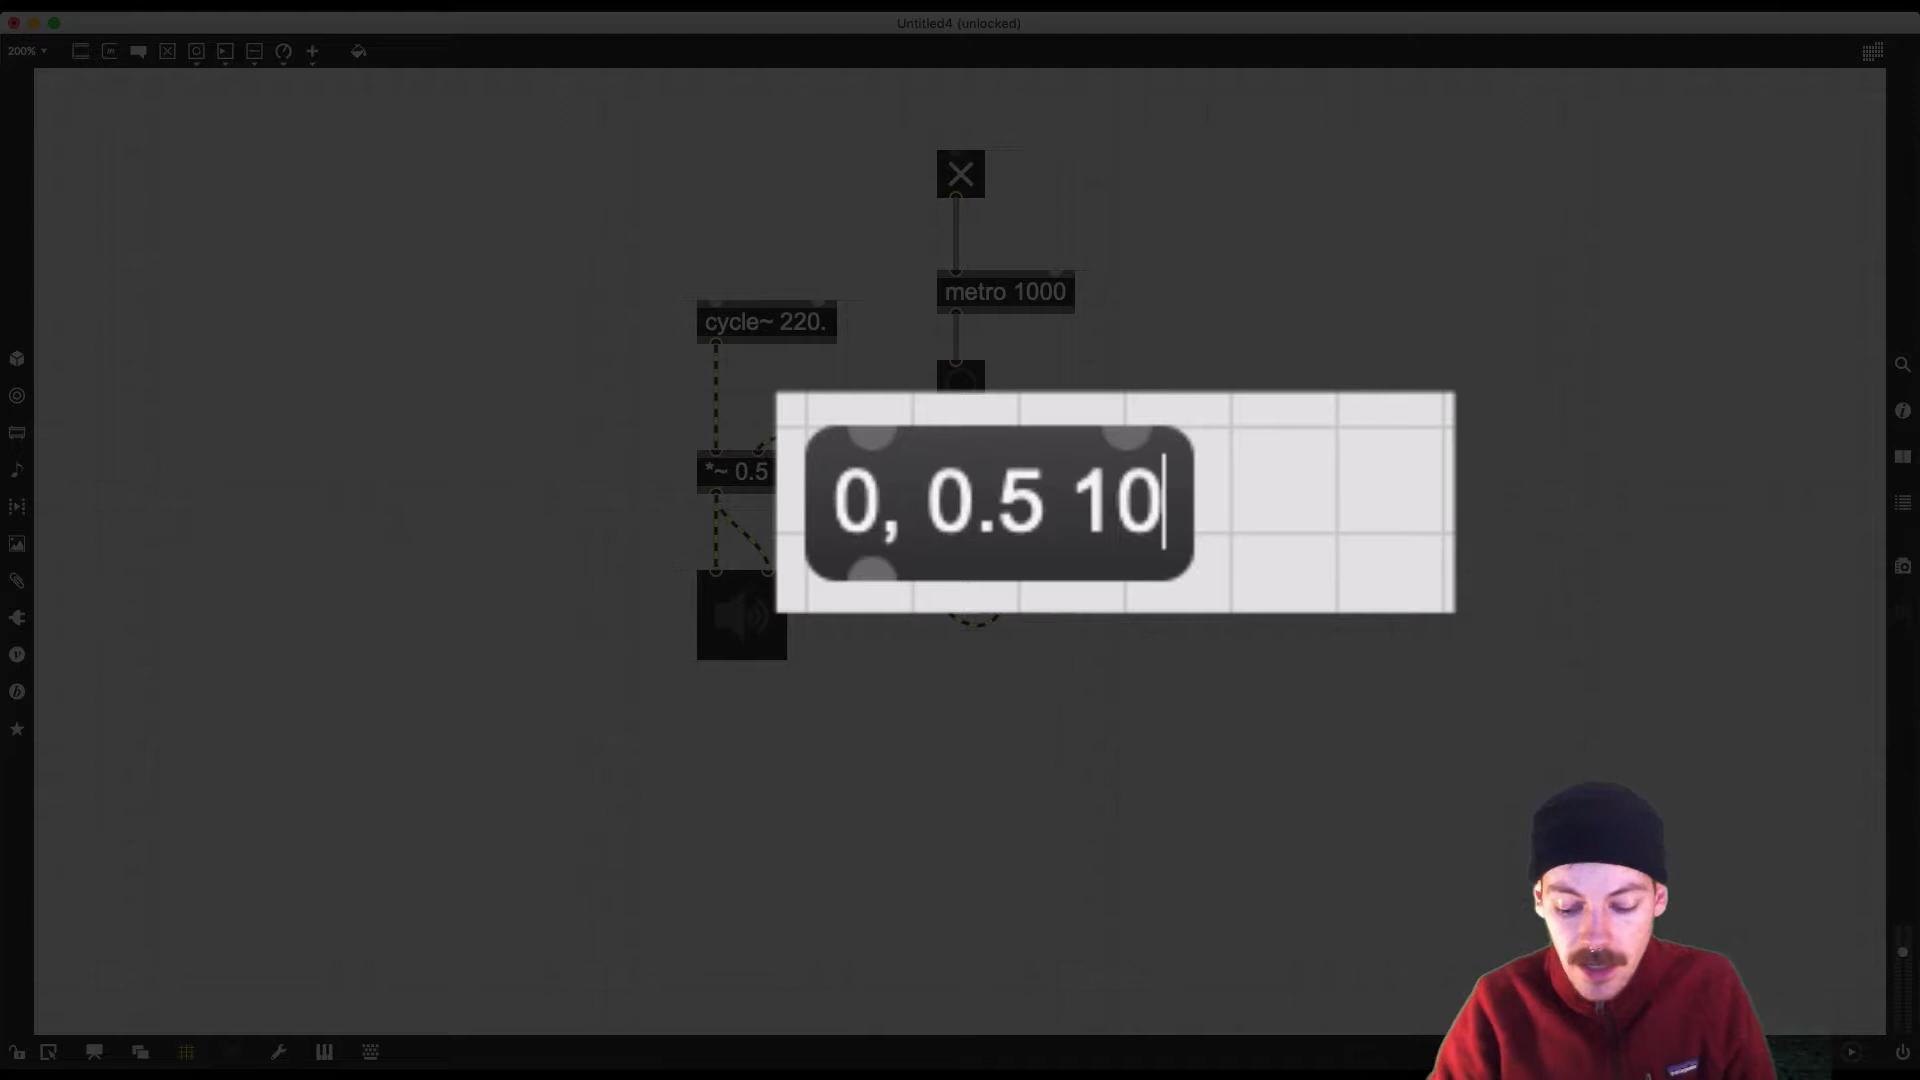 Untitled4 (unlocked)
200%
metro 1000
cycle~ 220.
*~ 0.5
0, 0.5 10